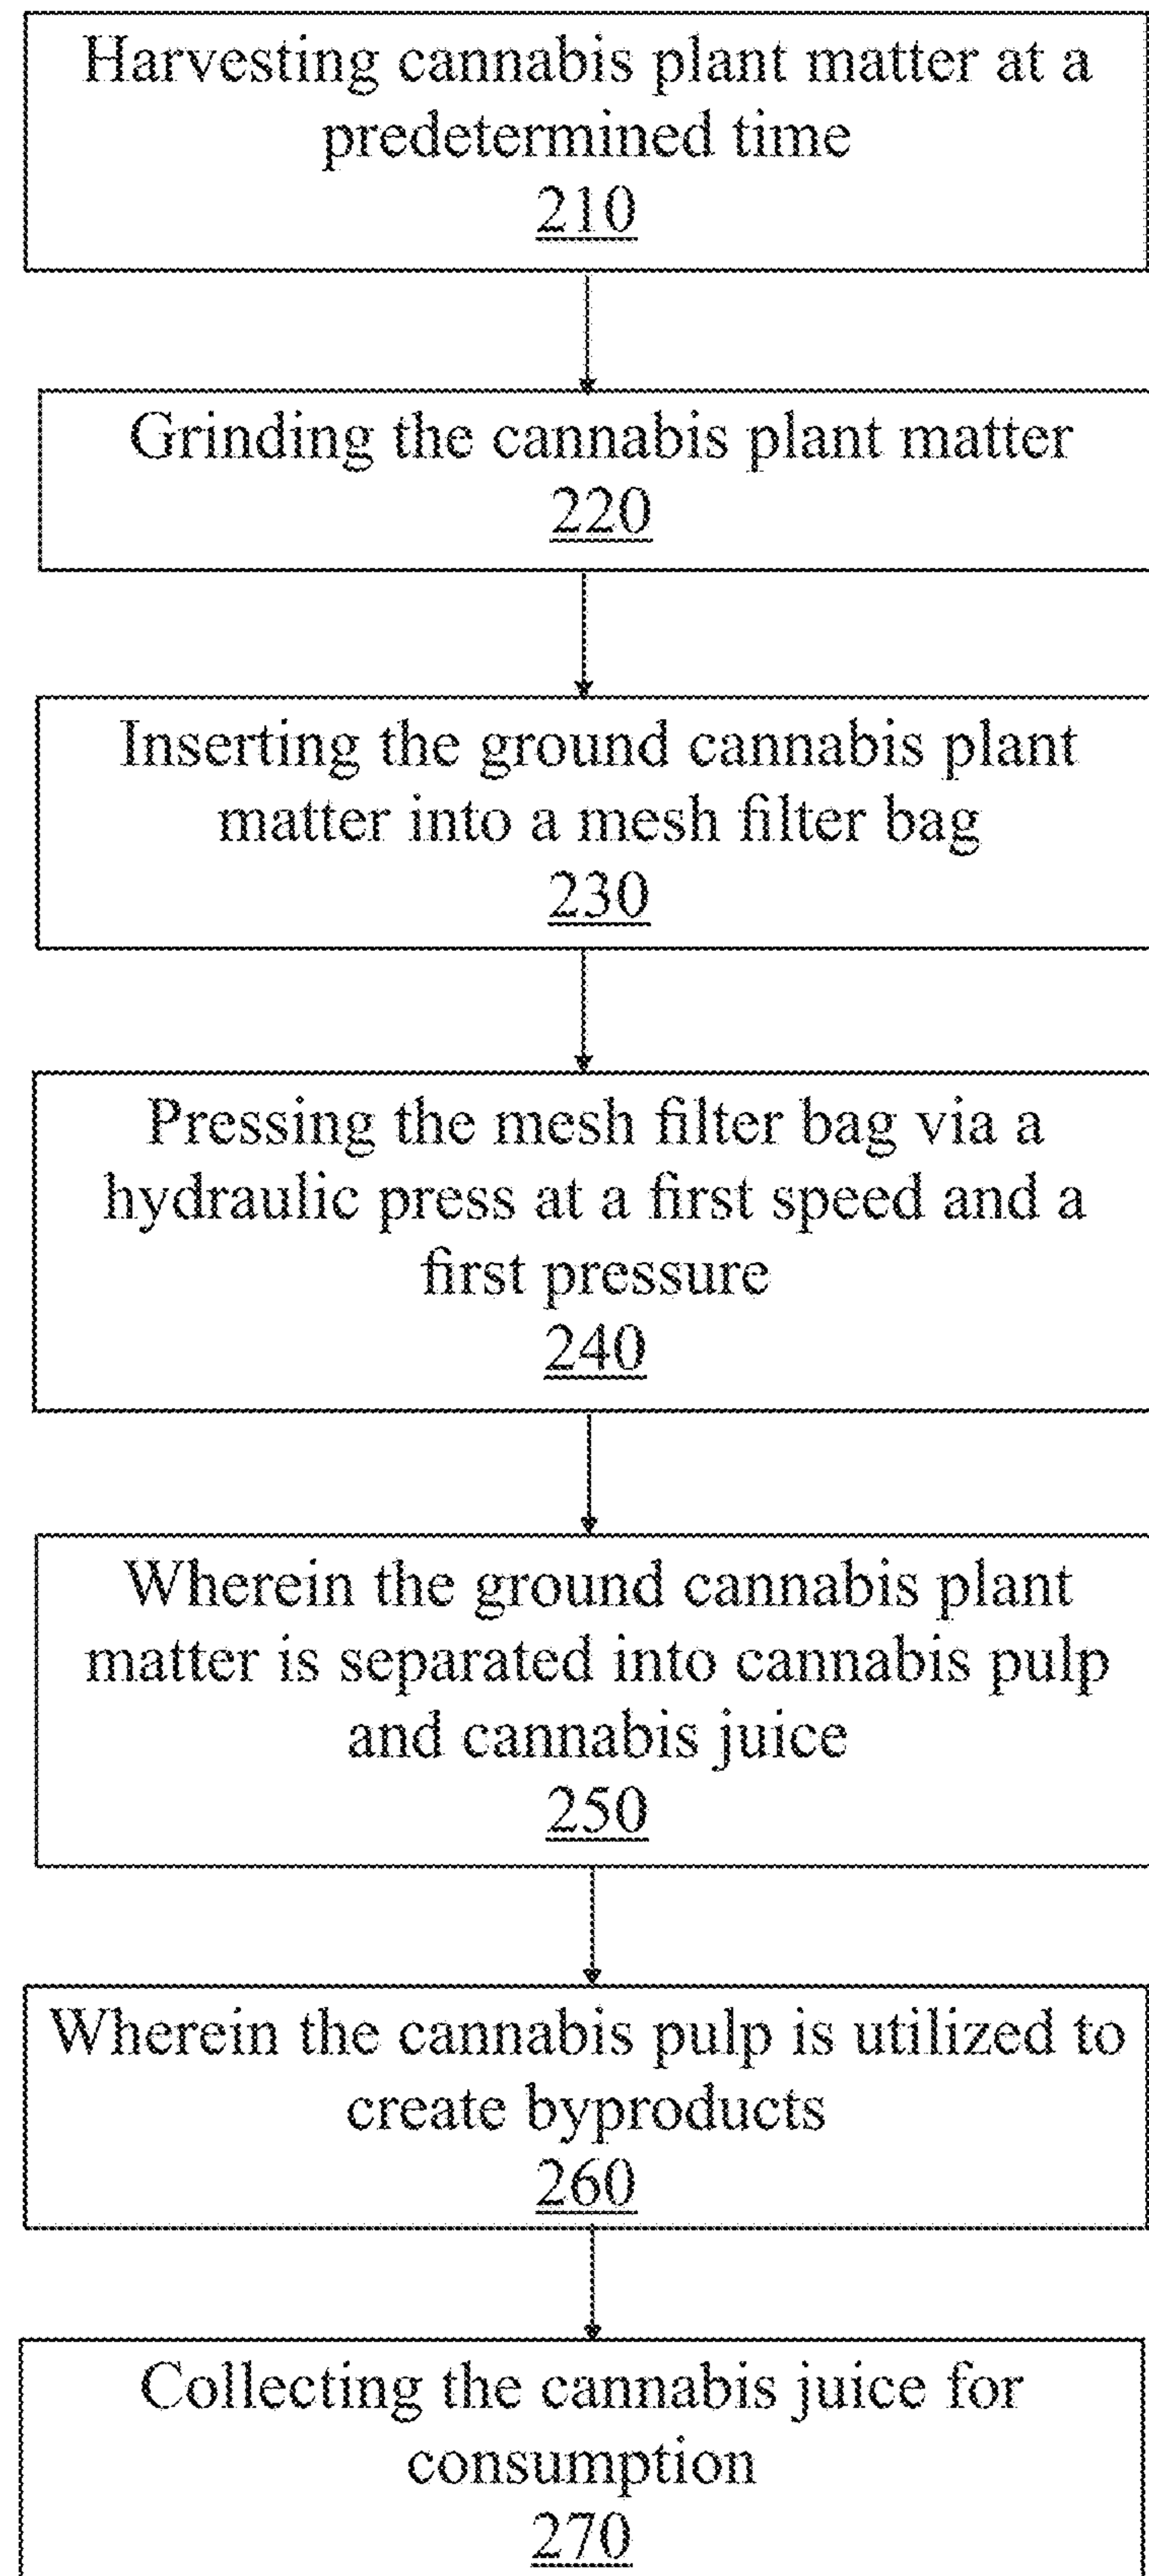 Harvesting cannabis plant matter at a
predetermined time
210
Grinding the cannabis plant matter
220
Inserting the ground cannabis plant
matter into a mesh filter bag
230
Pressing the mesh filter bag via a
hydraulic press at a first speed and a
first pressure
240
Wherein the ground cannabis plant
matter is separated into cannabis pulp
and cannabis juice
250
Wherein the cannabis pulp is utilized to
create byproducts
260
Collecting the cannabis juice for
consumption
270